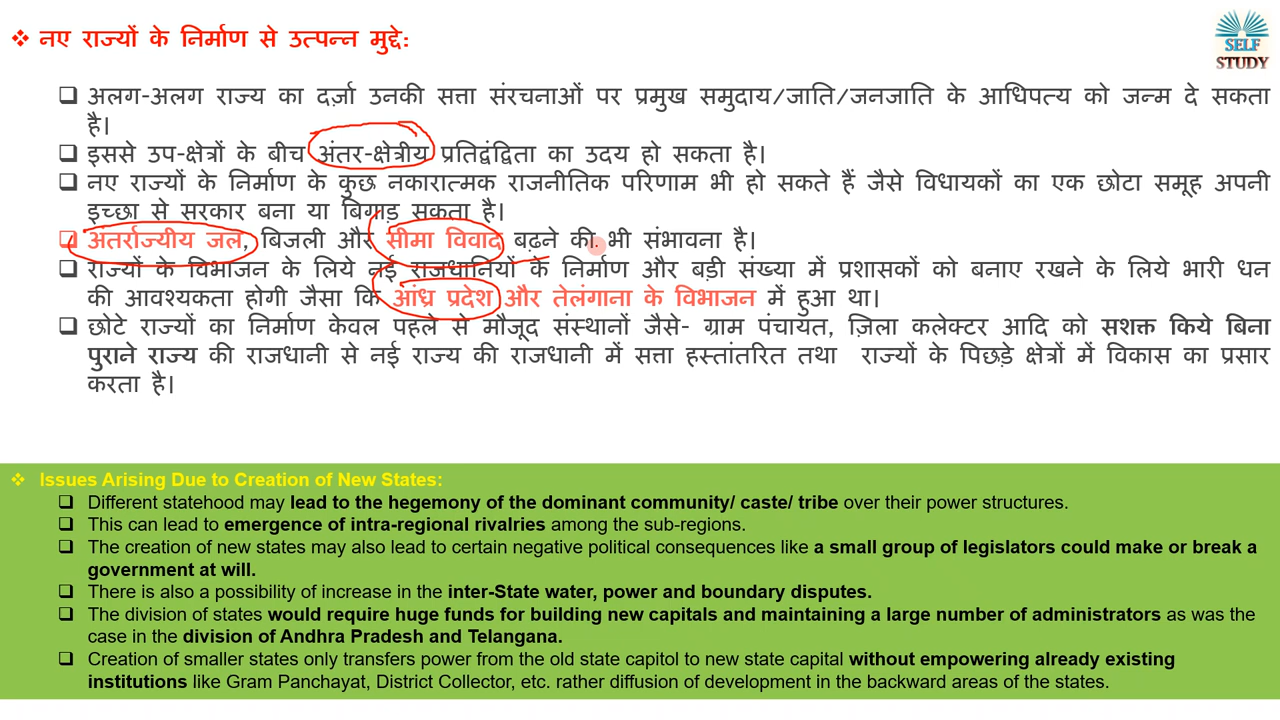 ❖ नए राज्यों के निर्माण से उत्पन्न मुद्दे:
SELF
STUDY
❑ अलग-अलग राज्य का दर्ज़ा उनकी सत्ता संरचनाओं पर प्रमुख समुदाय/जाति/जनजाति के आधिपत्य को जन्म दे सकता
है।
❑ इससे उप-क्षेत्रों के बीच अंतर-क्षेत्रीय प्रतिद्वंद्विता का उदय हो सकता है।
❑ नए राज्यों के निर्माण के कुछ नकारात्मक राजनीतिक परिणाम भी हो सकते हैं जैसे विधायकों का एक छोटा समूह अपनी
इच्छा से सरकार बना या बिगाड़ सकता है।
❑ अंतर्राज्यीय जल, बिजली और सीमा विवाद बढ़ने की भी संभावना है।
❑ राज्यों के विभाजन के लिये नई राजधानियों के निर्माण और बड़ी संख्या में प्रशासकों को बनाए रखने के लिये भारी धन
की आवश्यकता होगी जैसा कि आंध्र प्रदेश और तेलंगाना के विभाजन में हुआ था।
❑ छोटे राज्यों का निर्माण केवल पहले से मौजूद संस्थानों जैसे- ग्राम पंचायत, ज़िला कलेक्टर आदि को सशक्त किये बिना
पुराने राज्य की राजधानी से नई राज्य की राजधानी में सत्ता हस्तांतरित तथा राज्यों के पिछड़े क्षेत्रों में विकास का प्रसार
करता है।
❖ Issues Arising Due to Creation of New States:
❑ Different statehood may lead to the hegemony of the dominant community/ caste/ tribe over their power structures.
❑ This can lead to emergence of intra-regional rivalries among the sub-regions.
❑ The creation of new states may also lead to certain negative political consequences like a small group of legislators could make or break a
government at will.
❑ There is also a possibility of increase in the inter-State water, power and boundary disputes.
❑ The division of states would require huge funds for building new capitals and maintaining a large number of administrators as was the
case in the division of Andhra Pradesh and Telangana.
❑ Creation of smaller states only transfers power from the old state capitol to new state capital without empowering already existing
institutions like Gram Panchayat, District Collector, etc. rather diffusion of development in the backward areas of the states.